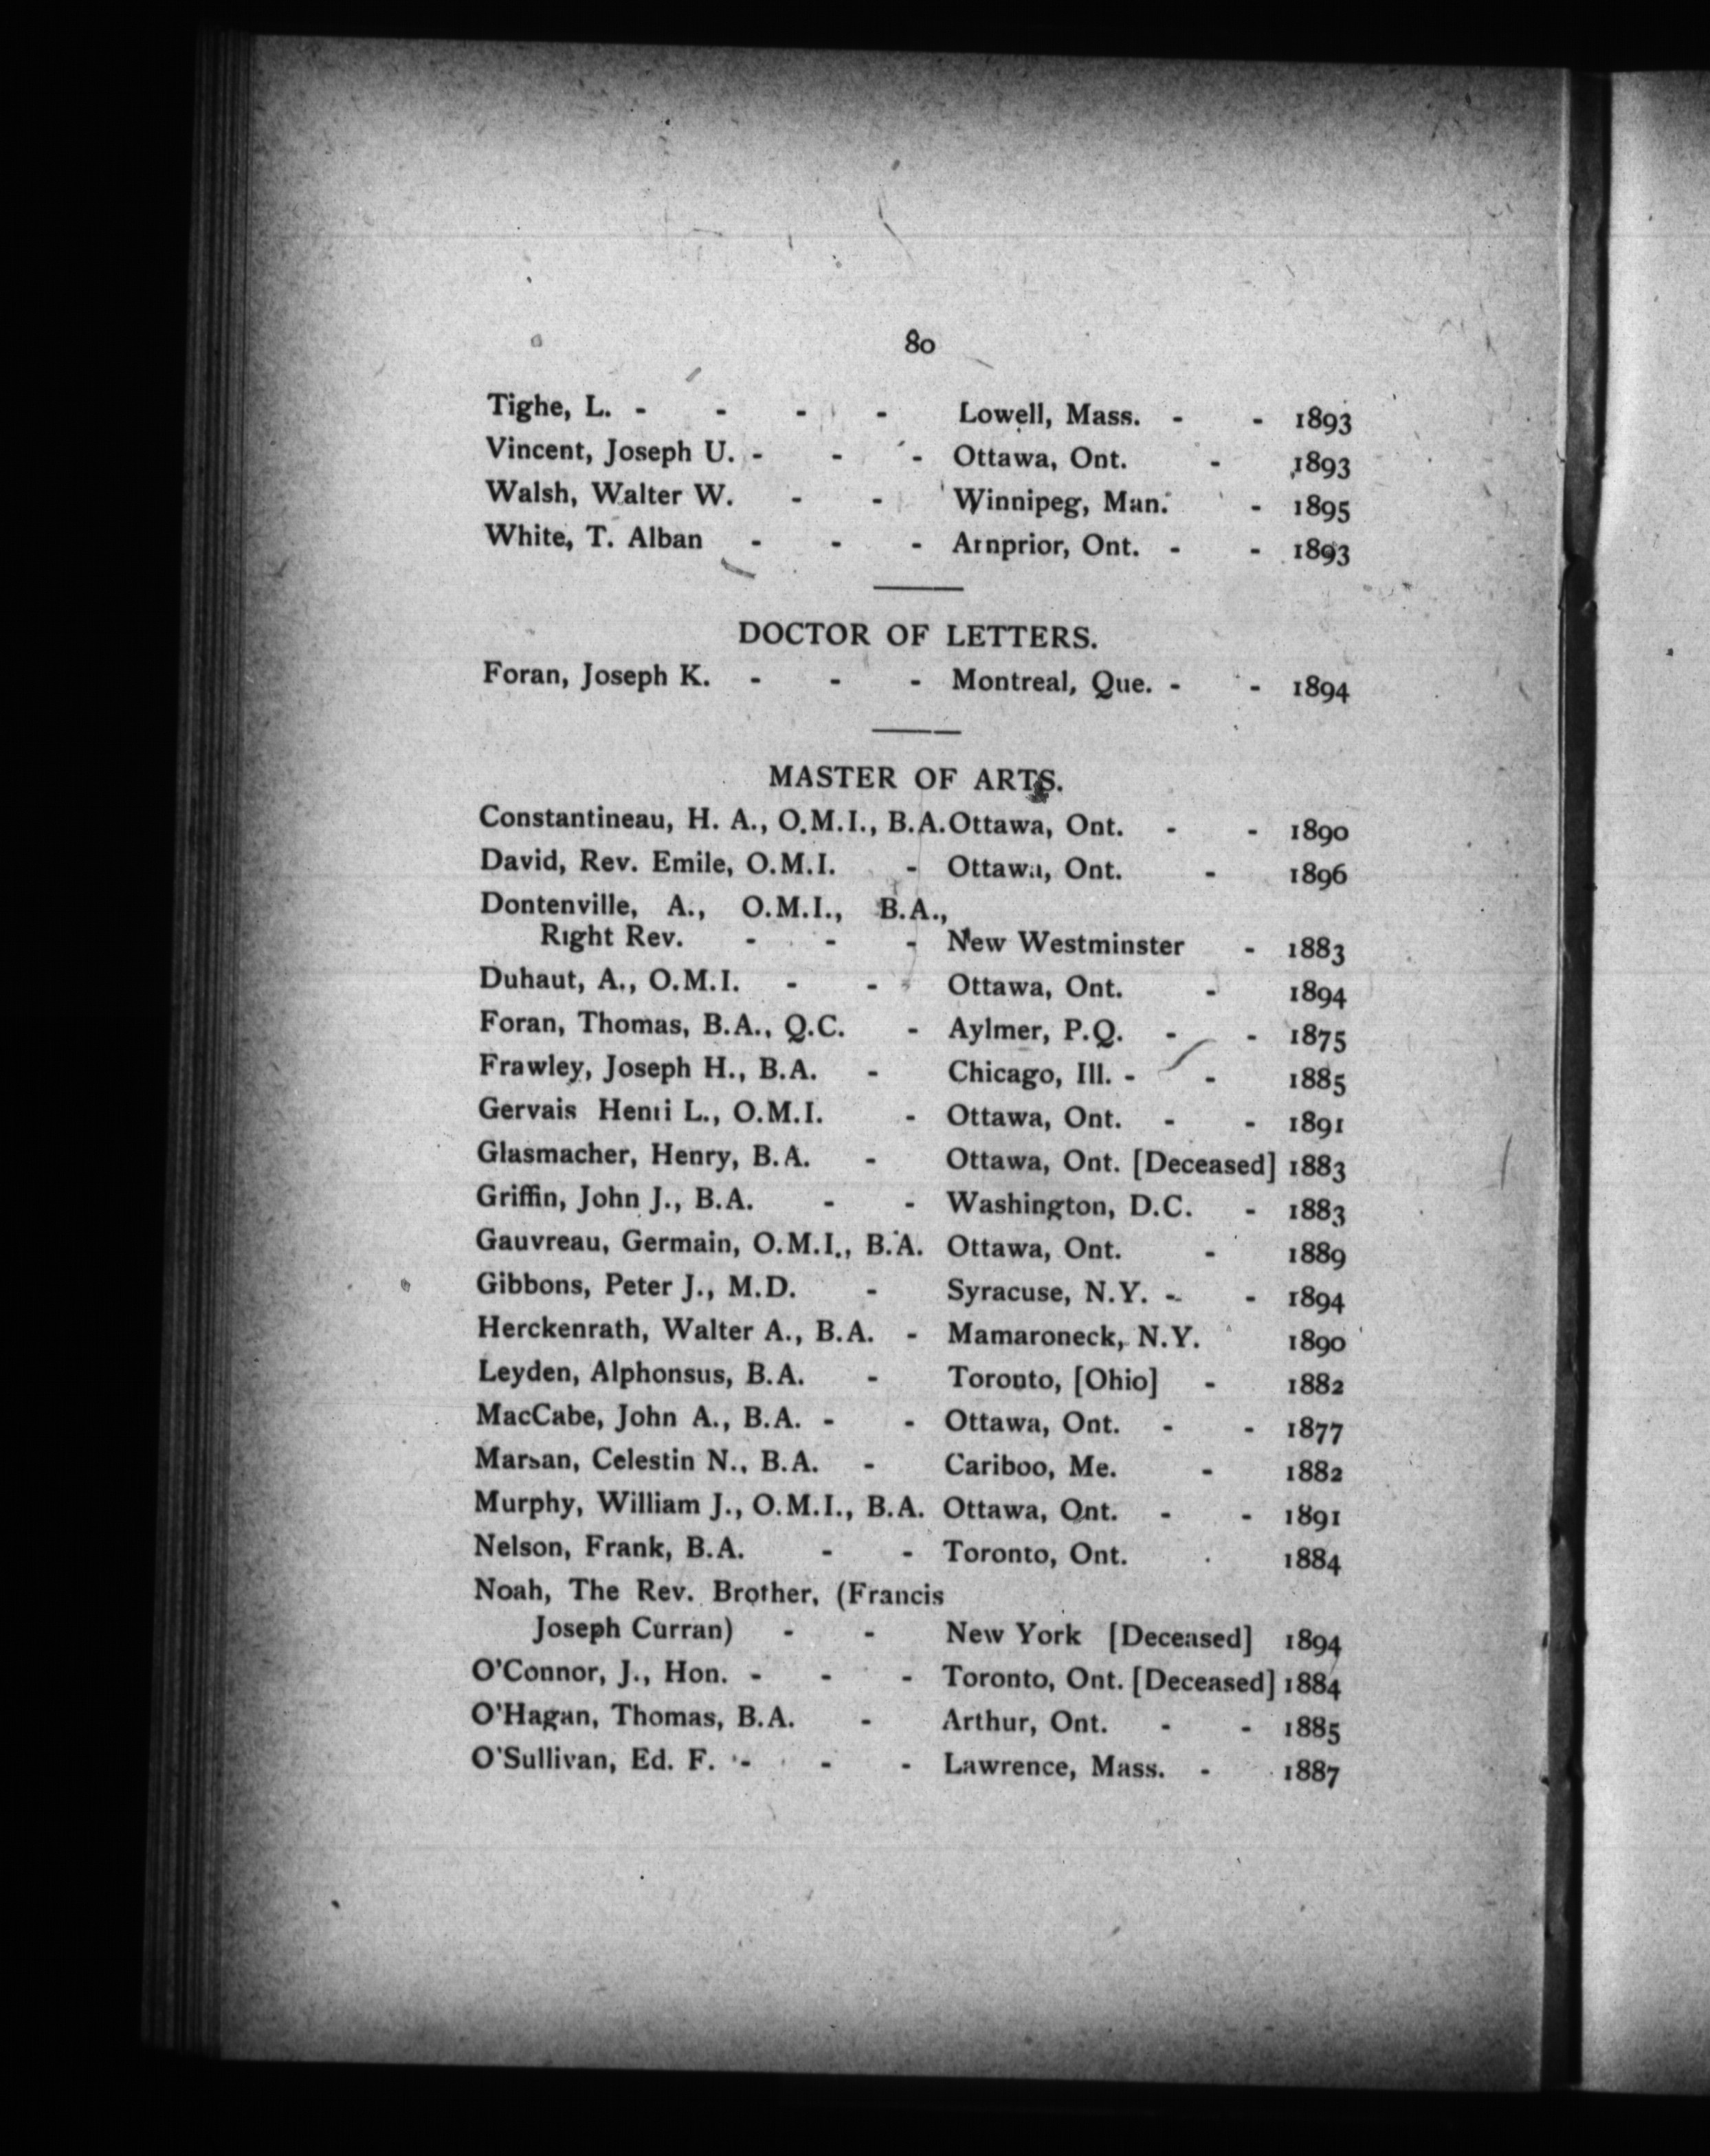 80
Tighe, L. - - - - Lowell, Mass. - - 1893
Vincent, Joseph U. - - - Ottawa, Ont. - 1893
Walsh, Walter W. - - Winnipeg, Man. - 1895
White, T. Alban - - - Arnprior, Ont. - - 1893
DOCTOR OF LETTERS.
Foran, Joseph K. - - - Montreal, Que. - - 1894
MASTER OF ARTS.
Constantineau, H. A., O.M.I., B.A. Ottawa, Ont. - - 1890
David, Rev. Emile, O.M.I. - Ottawa, Ont. - 1896
Dontenville, A., O.M.I., B.A.,
Right Rev. - - - New Westminster - 1883
Duhaut, A., O.M.I. - - Ottawa, Ont. - 1894
Foran, Thomas, B.A., Q.C. - Aylmer, P.Q. - - 1875
Frawley, Joseph H., B.A. - Chicago, Ill. - - 1885
Gervais Henri L., O.M.I. - Ottawa, Ont. - - 1891
Glasmacher, Henry, B.A. - Ottawa, Ont. [Deceased] 1883
Griffin, John J., B.A. - - Washington, D.C. - 1883
Gauvreau, Germain, O.M.I., B.A. Ottawa, Ont. - 1889
Gibbons, Peter J., M.D. - Syracuse, N.Y. - - 1894
Herckenrath, Walter A., B.A. - Mamaroneck, N.Y. 1890
Leyden, Alphonsus, B.A. - Toronto, [Ohio] - 1882
MacCabe, John A., B.A. - - Ottawa, Ont. - - 1877
Marsan, Celestin N., B.A. - Cariboo, Me. - 1882
Murphy, William J., O.M.I., B.A. Ottawa, Ont. - - 1891
Nelson, Frank, B.A. - - Toronto, Ont. . 1884
Noah, The Rev. Brother, (Francis
Joseph Curran) - - New York [Deceased] 1894
O'Connor, J., Hon. - - - Toronto, Ont. [Deceased] 1884
O'Hagan, Thomas, B.A. - Arthur, Ont. - - 1885
O'Sullivan, Ed. F. - - - Lawrence, Mass. - 1887